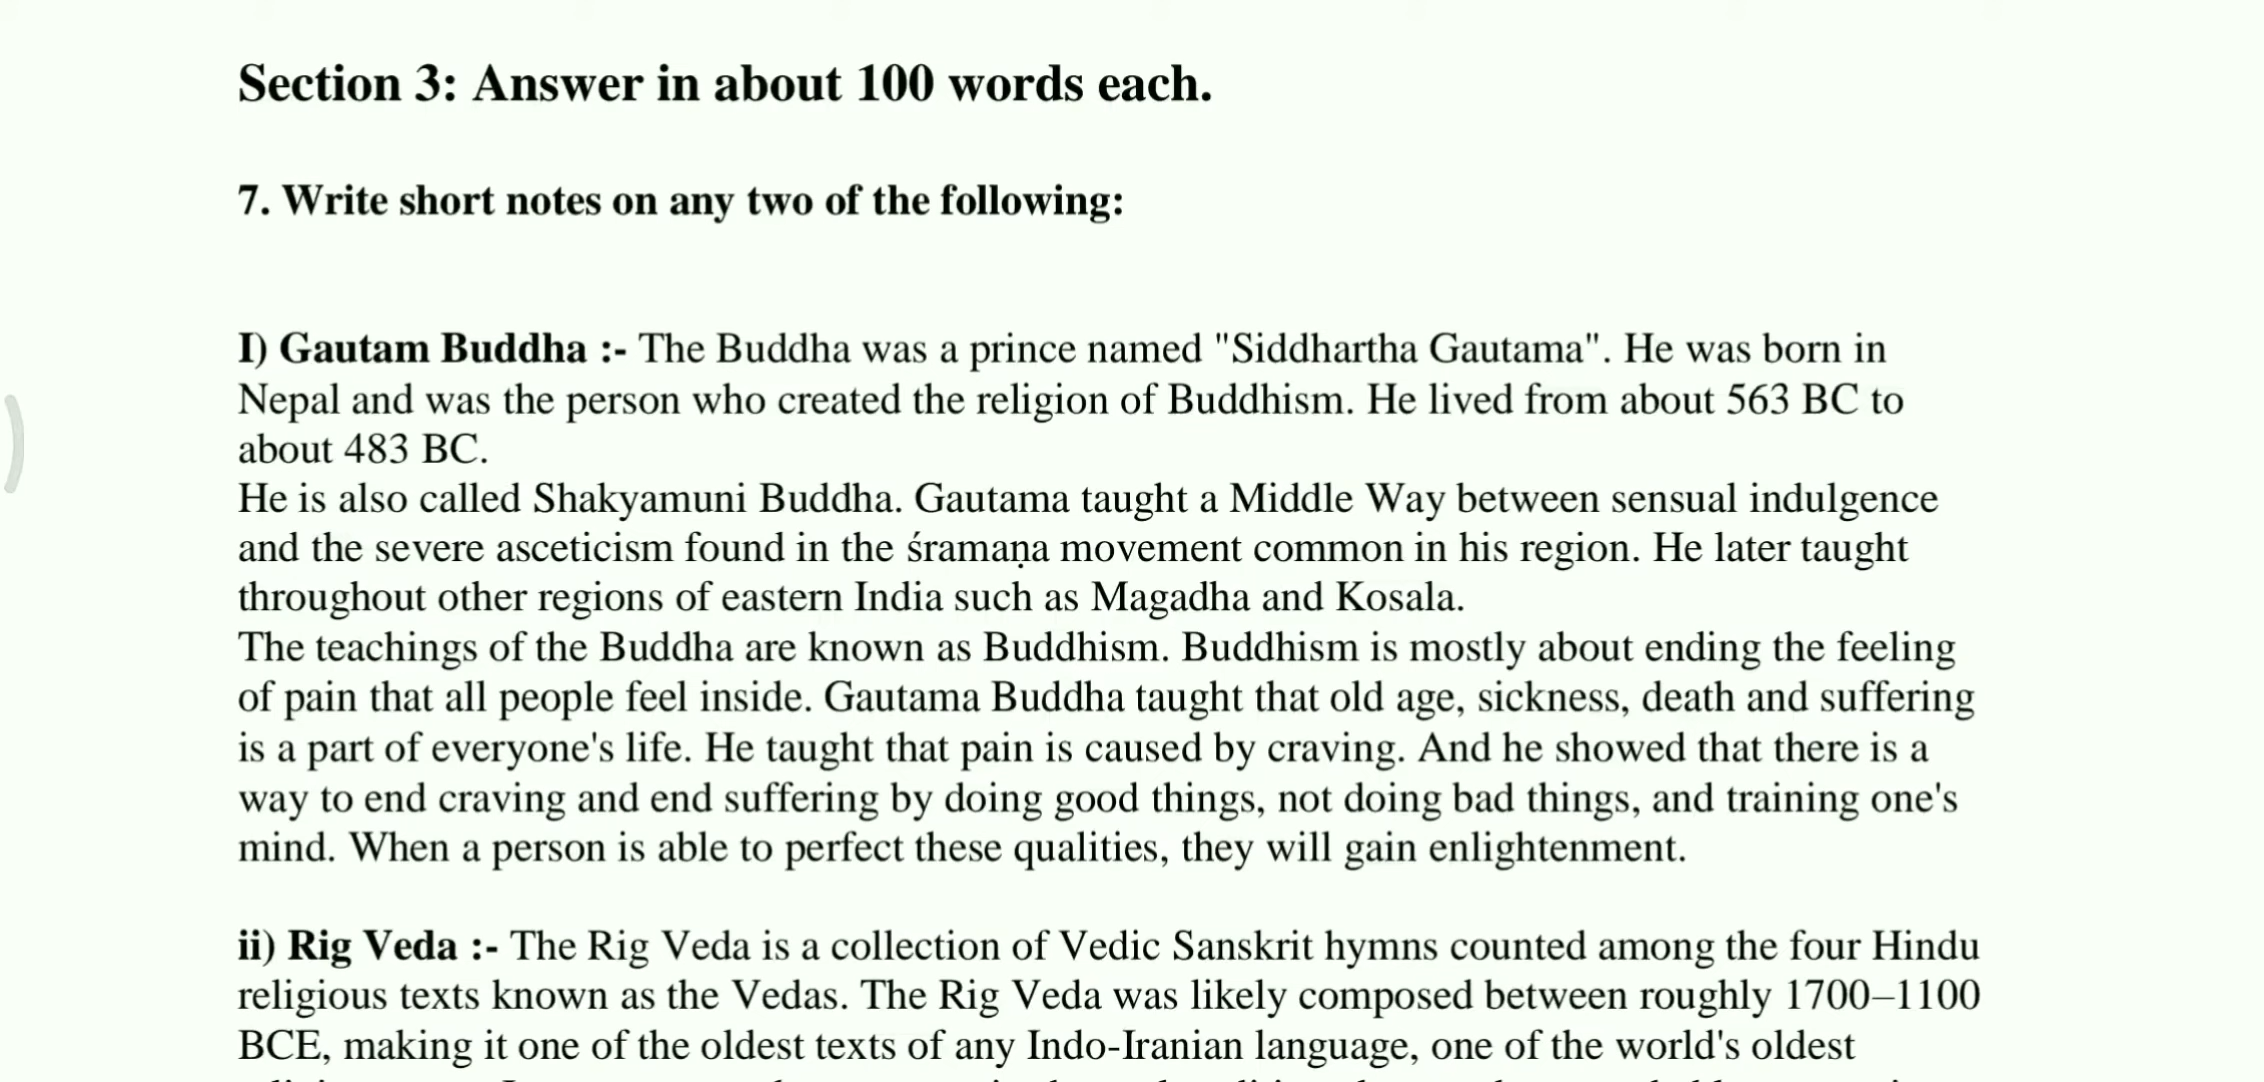 Section 3: Answer in about 100 words each.
7. Write short notes on any two of the following:
I) Gautam Buddha :- The Buddha was a prince named "Siddhartha Gautama". He was born in
Nepal and was the person who created the religion of Buddhism. He lived from about 563 BC to
about 483 BC.
He is also called Shakyamuni Buddha. Gautama taught a Middle Way between sensual indulgence
and the severe asceticism found in the śramaṇa movement common in his region. He later taught
throughout other regions of eastern India such as Magadha and Kosala.
The teachings of the Buddha are known as Buddhism. Buddhism is mostly about ending the feeling
of pain that all people feel inside. Gautama Buddha taught that old age, sickness, death and suffering
is a part of everyone's life. He taught that pain is caused by craving. And he showed that there is a
way to end craving and end suffering by doing good things, not doing bad things, and training one's
mind. When a person is able to perfect these qualities, they will gain enlightenment.
ii) Rig Veda :- The Rig Veda is a collection of Vedic Sanskrit hymns counted among the four Hindu
religious texts known as the Vedas. The Rig Veda was likely composed between roughly 1700–1100
BCE, making it one of the oldest texts of any Indo-Iranian language, one of the world's oldest